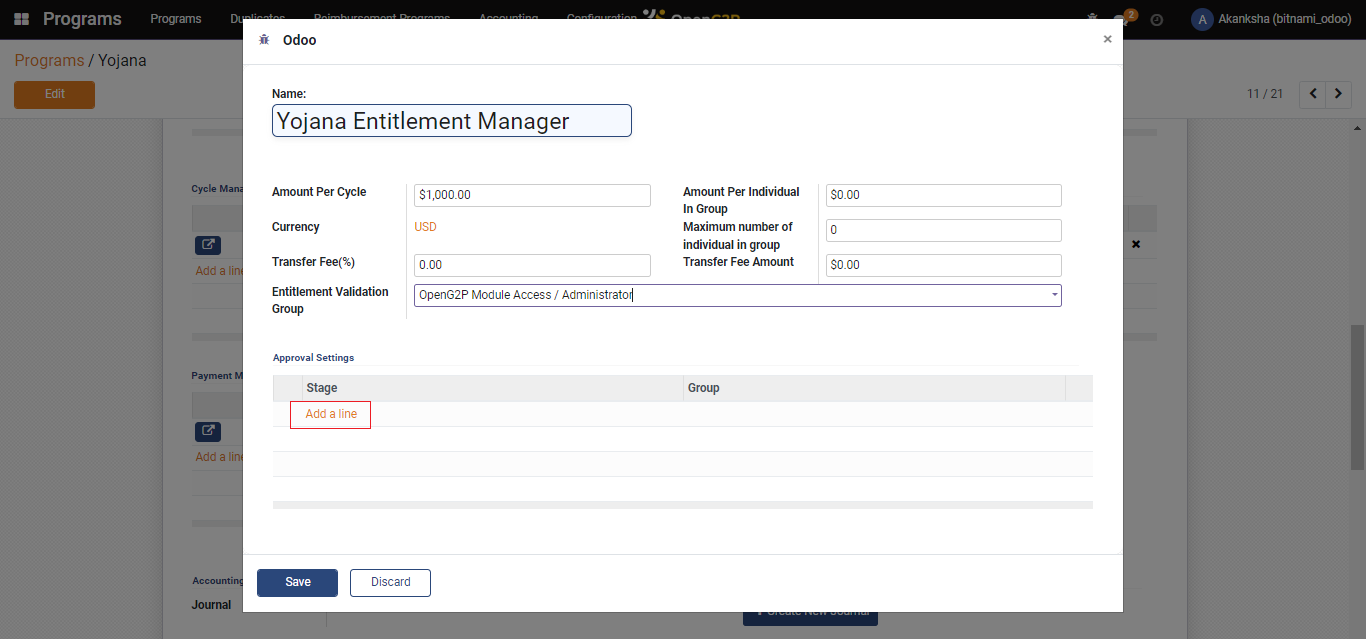 Programs Programs Duplicates Reimbursement Programs Accounting Configuration OpenG2P 2 A Akanksha (bitnami_odoo)
Programs / Yojana
Edit
11 / 21
Odoo
×
Name:
Yojana Entitlement Manager
Amount Per Cycle
$1,000.00
Amount Per Individual In Group
$0.00
Currency
USD
Maximum number of individual in group
0
Transfer Fee(%)
0.00
Transfer Fee Amount
$0.00
Entitlement Validation Group
OpenG2P Module Access / Administrator
Approval Settings
Stage Group
Add a line
Save Discard
Cycle Mana
Add a line
Payment M
Add a line
Accounting
Journal
Create New Journal